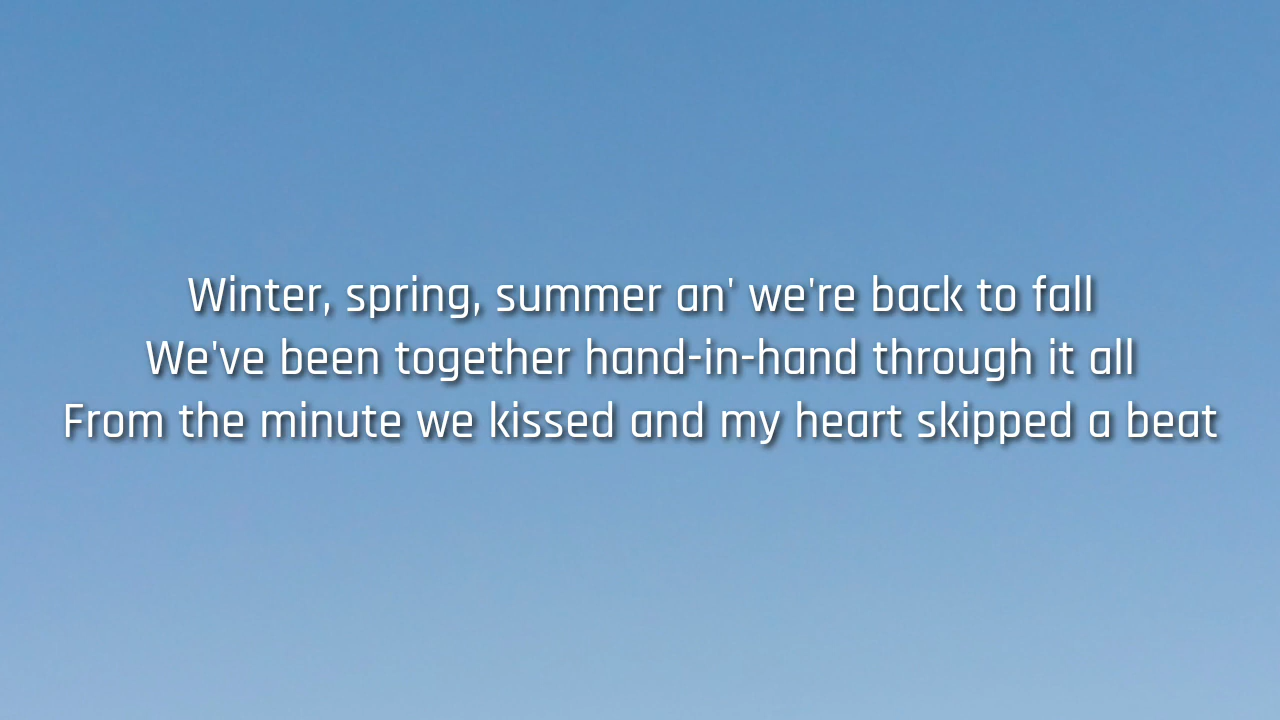 Winter, spring, summer an' we're back to fall
We've been together hand-in-hand through it all
From the minute we kissed and my heart skipped a beat